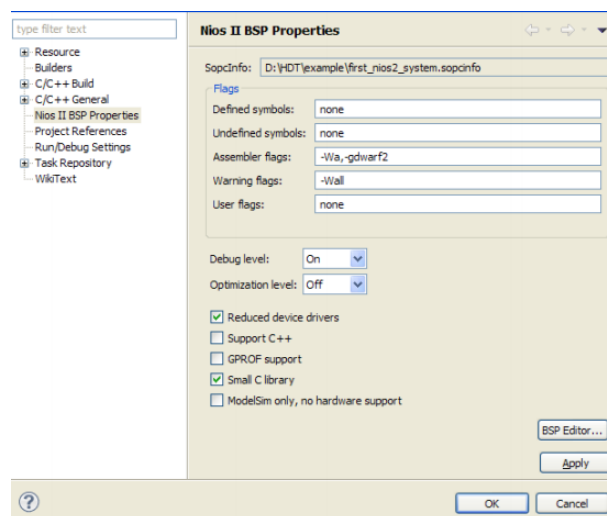 type filter text
Resource
Builders
C/C++ Build
C/C++ General
Nios II BSP Properties
Project References
Run/Debug Settings
Task Repository
WikiText
Nios II BSP Properties
SopcInfo: D:\HDT\example\first_nios2_system.sopcinfo
Flags
Defined symbols: none
Undefined symbols: none
Assembler flags: -Wa,-gdwarf2
Warning flags: -Wall
User flags: none
Debug level: On
Optimization level: Off
Reduced device drivers
Support C++
GPROF support
Small C library
ModelSim only, no hardware support
BSP Editor...
Apply
OK Cancel